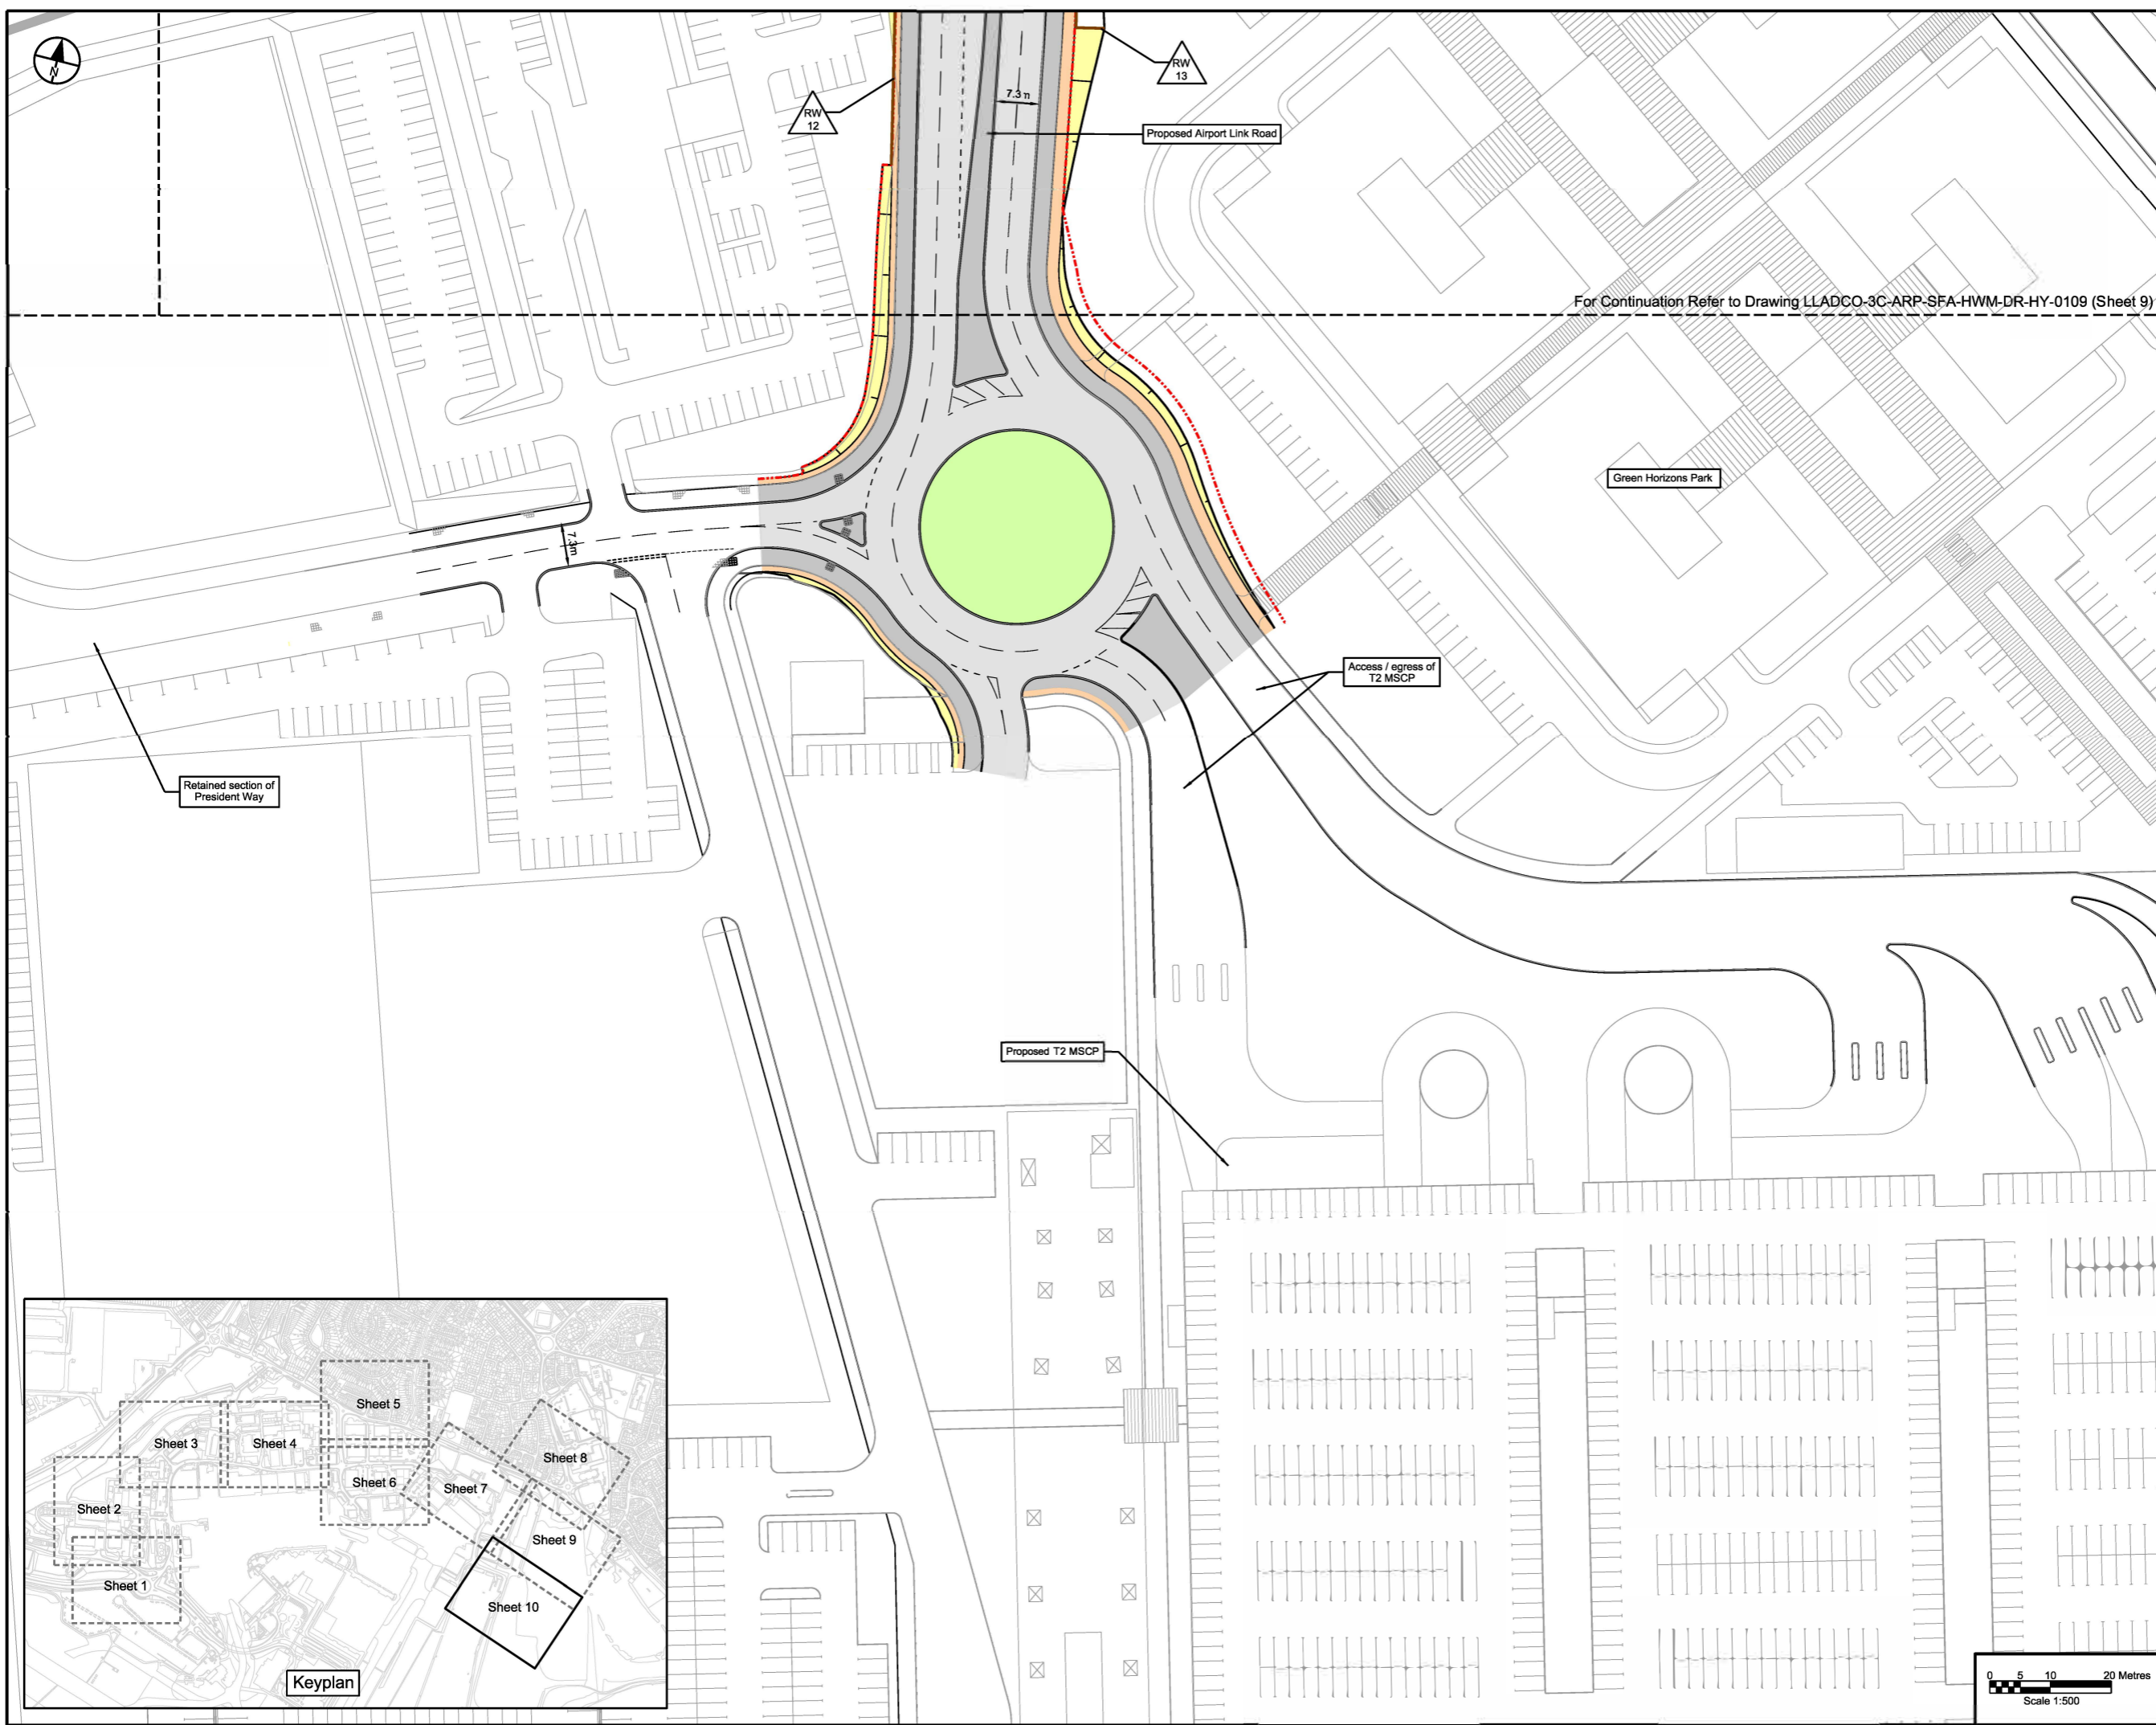 N
RW
13
RW
12
7.3m
Proposed Airport Link Road
For Continuation Refer to Drawing LLADCO-3C-ARP-SFA-HWM-DR-HY-0109 (Sheet 9)
Green Horizons Park
7.3m
Access / egress of
T2 MSCP
Retained section of
President Way
Proposed T2 MSCP
Sheet 5
Sheet 3
Sheet 4
Sheet 8
Sheet 6
Sheet 7
Sheet 2
Sheet 9
Sheet 1
Sheet 10
Keyplan
0 5 10 20 Metres
Scale 1:500